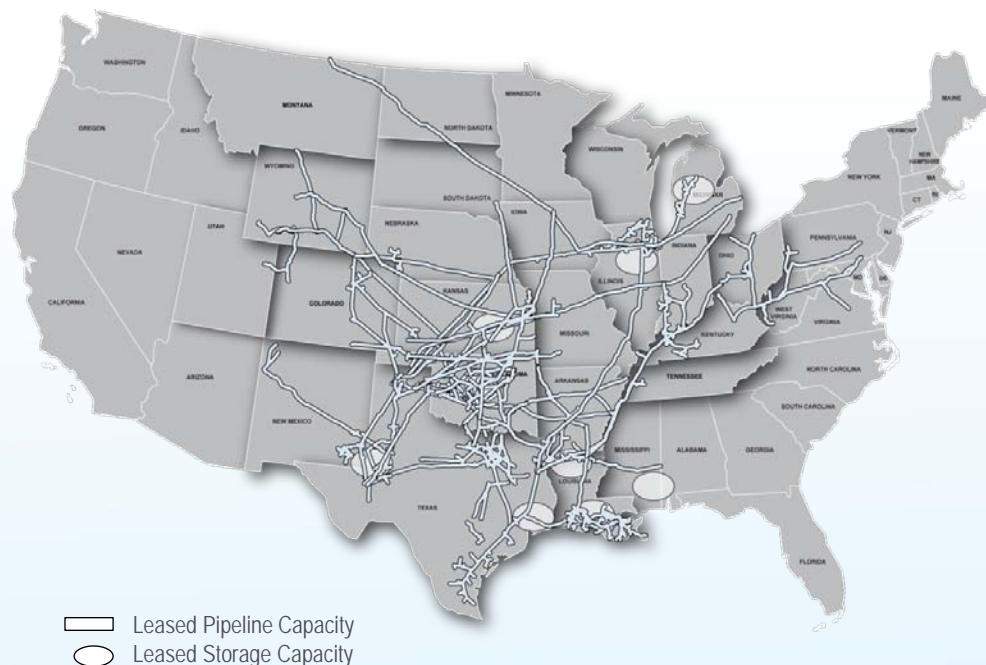 WASHINGTON
MONTANA
NORTH DAKOTA
MINNESOTA
MAINE
OREGON
IDAHO
WYOMING
SOUTH DAKOTA
WISCONSIN
MICHIGAN
VERMONT
NEW
HAMPSHIRE
NEW YORK
MA
CT
RI
NEVADA
UTAH
NEBRASKA
IOWA
ILLINOIS
INDIANA
OHIO
PENNSYLVANIA
NJ
CALIFORNIA
COLORADO
KANSAS
MISSOURI
KENTUCKY
WEST
VIRGINIA
VIRGINIA
MD
DE
ARIZONA
NEW MEXICO
ARKANSAS
TENNESSEE
NORTH CAROLINA
SOUTH CAROLINA
TEXAS
LOUISIANA
MISSISSIPPI
ALABAMA
GEORGIA
FLORIDA
Leased Pipeline Capacity
Leased Storage Capacity